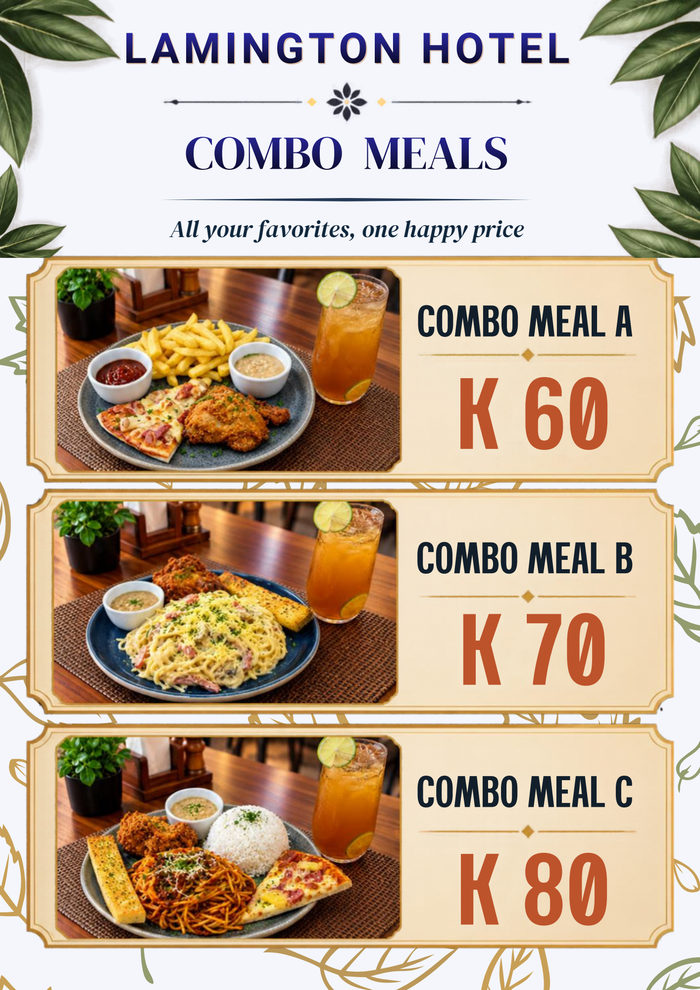 LAMINGTON HOTEL
COMBO MEALS
All your favorites, one happy price
COMBO MEAL A
K 60
COMBO MEAL B
K 70
COMBO MEAL C
K 80